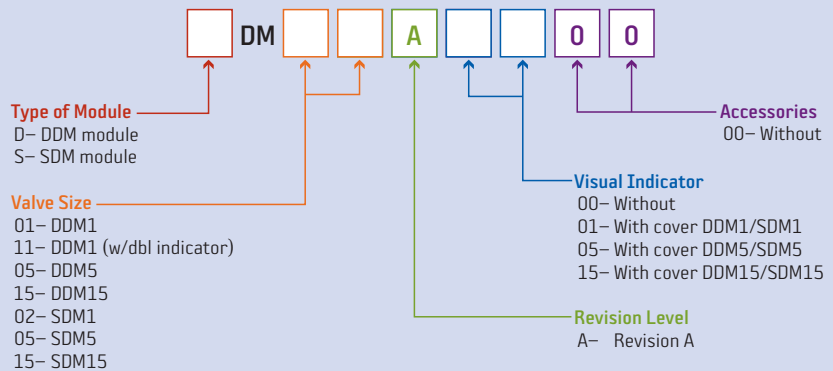 DM A 0 0
Type of Module
D– DDM module
S– SDM module
Valve Size
01– DDM1
11– DDM1 (w/dbl indicator)
05– DDM5
15– DDM15
02– SDM1
05– SDM5
15– SDM15
Accessories
00– Without
Visual Indicator
00– Without
01– With cover DDM1/SDM1
05– With cover DDM5/SDM5
15– With cover DDM15/SDM15
Revision Level
A– Revision A